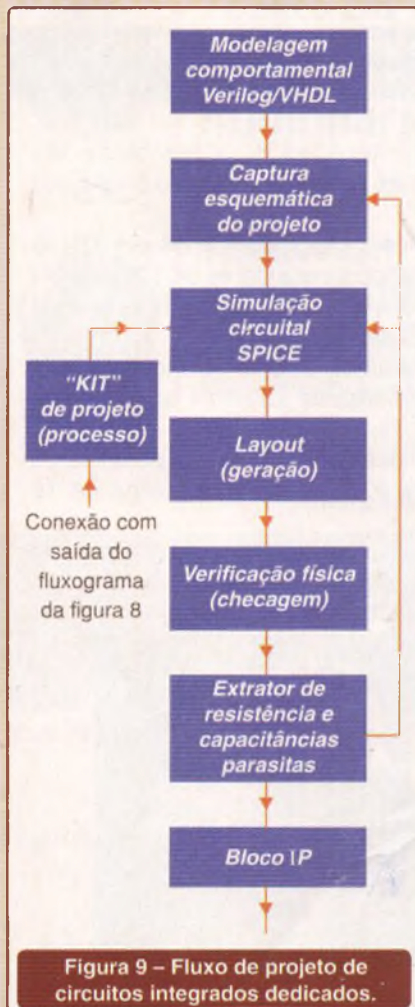 Modelagem
comportamental
Verilog/VHDL
Captura
esquemática
do projeto
Simulação
circuital
SPICE
"KIT"
de projeto
(processo)
Layout
(geração)
Conexão com
saída do
fluxograma
da figura 8
Verificação física
(checagem)
Extrator de
resistência e
capacitâncias
parasitas
Bloco IP
Figura 9 – Fluxo de projeto de
circuitos integrados dedicados.